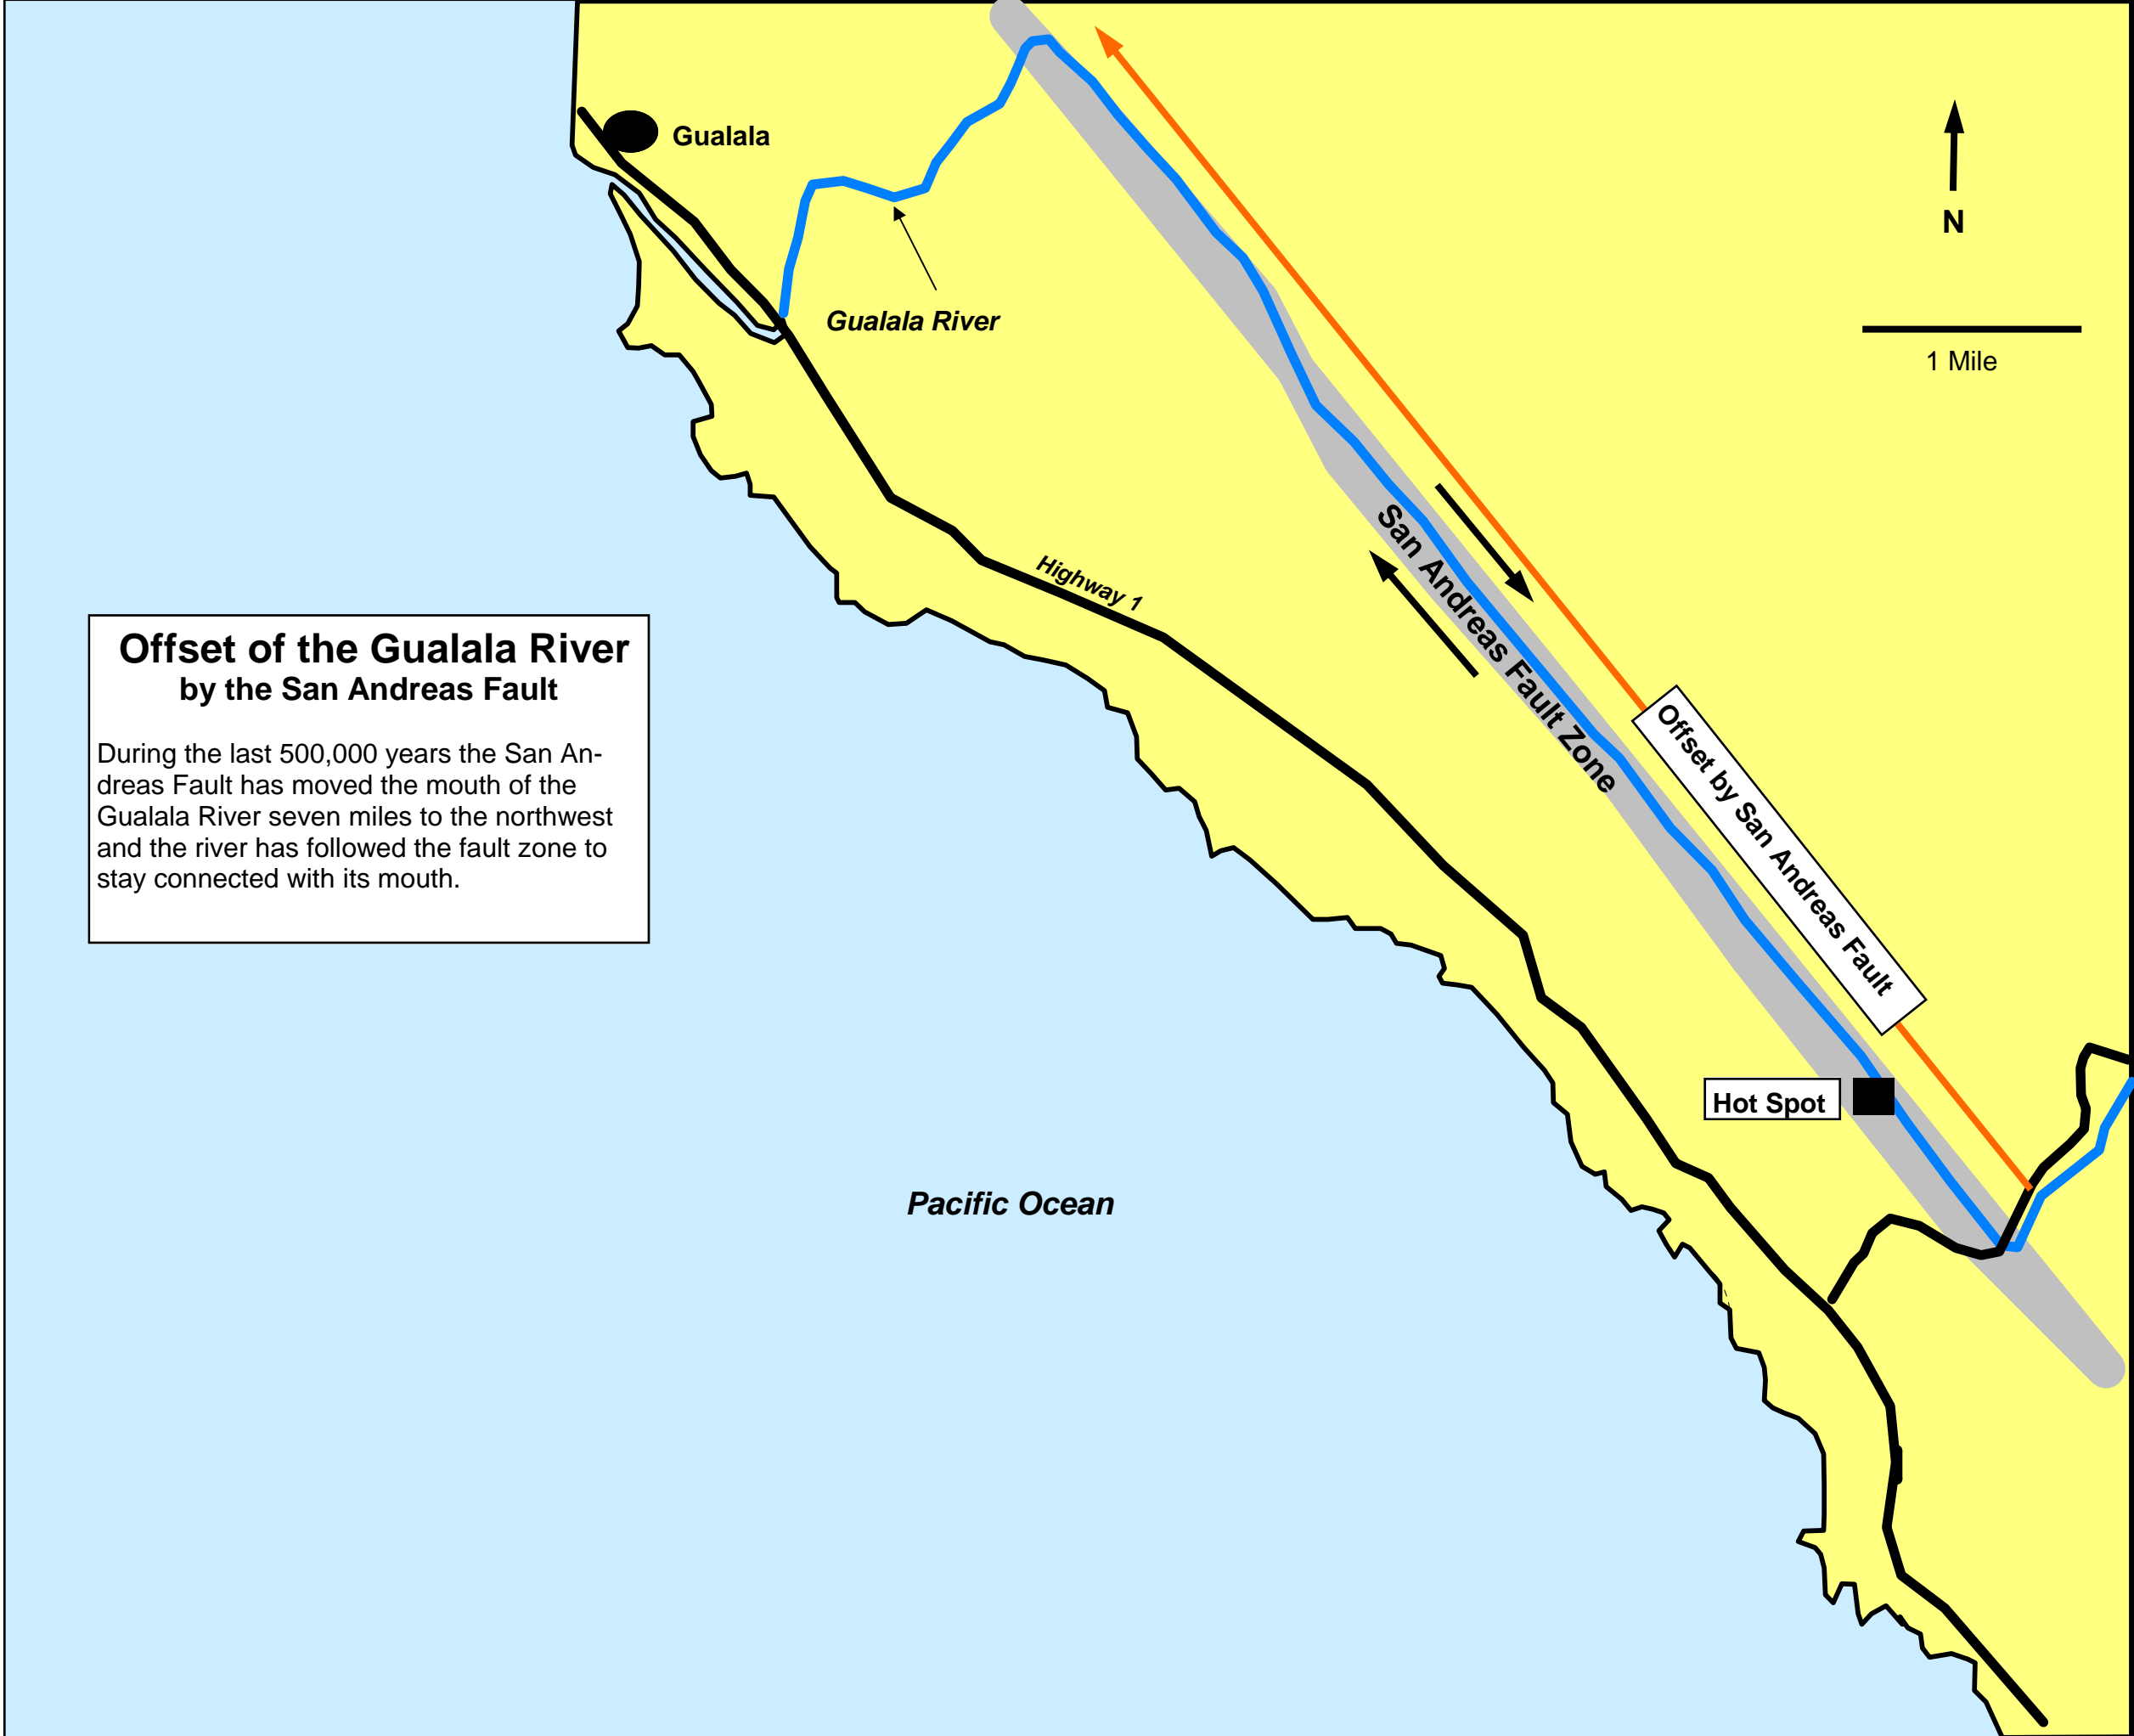 Gualala
N
Gualala River
1 Mile
Highway 1
San Andreas Fault Zone
Offset of the Gualala River
by the San Andreas Fault
During the last 500,000 years the San An-
dreas Fault has moved the mouth of the
Gualala River seven miles to the northwest
and the river has followed the fault zone to
stay connected with its mouth.
Offset by San Andreas Fault
Hot Spot
Pacific Ocean